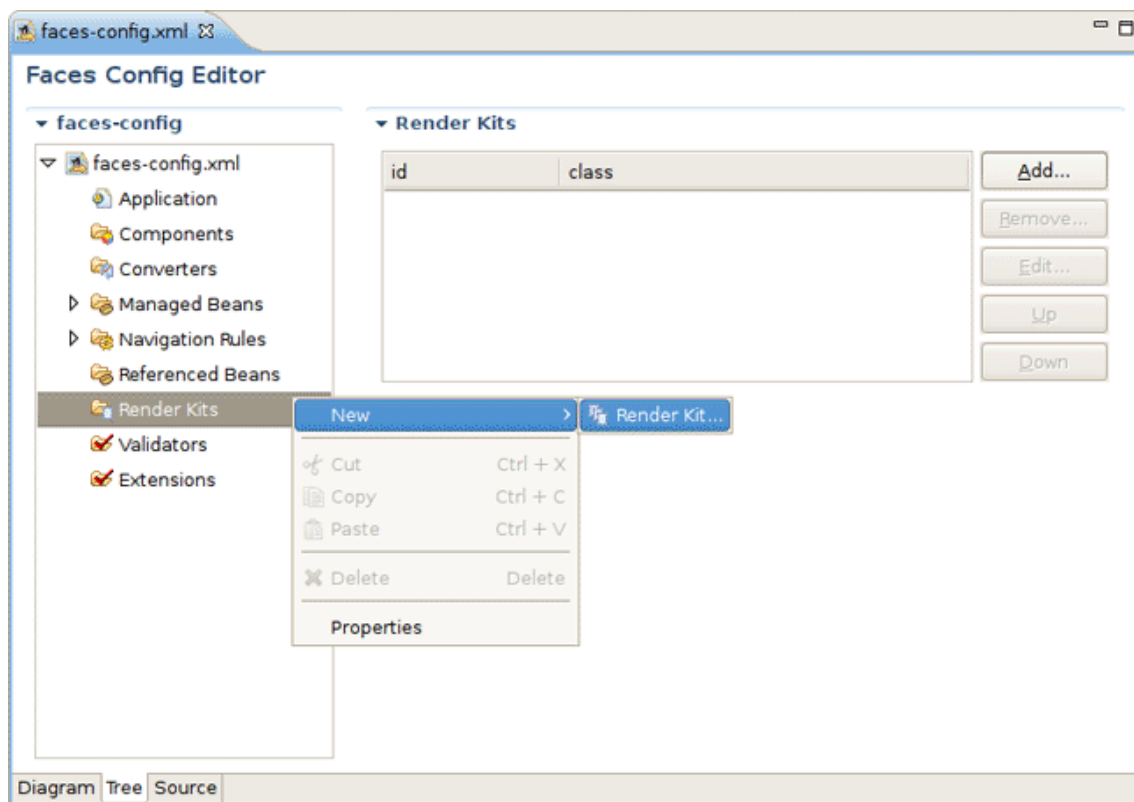 faces-config.xml
Faces Config Editor
faces-config
Render Kits
faces-config.xml
id class
Add...
Application
Remove...
Components
Converters
Edit...
Managed Beans
Up
Navigation Rules
Down
Referenced Beans
Render Kits
New
Render Kit...
Validators
Extensions
Cut Ctrl + X
Copy Ctrl + C
Paste Ctrl + V
Delete Delete
Properties
Diagram Tree Source